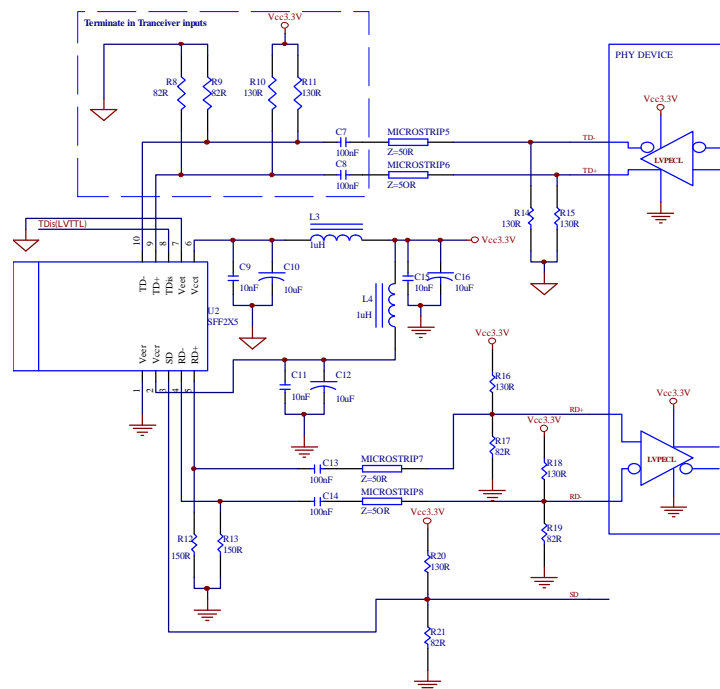 Terminate in Tranceiver inputs
Vcc3.3V
PHY DEVICE
R8
82R
R9
82R
R10
130R
R11
130R
Vcc3.3V
C7
100nF
MICROSTRIP5
Z=50R
TD-
LVPECL
C8
100nF
MICROSTRIP6
Z=5OR
TD+
R14
130R
R15
130R
TDis(LVTTL)
L3
1uH
Vcc3.3V
10
9
8
7
6
C9
10nF
C10
10uF
C15
10nF
C16
10uF
TD-
TD+
TDis
Veet
Vcct
L4
1uH
U2
SFF2X5
Veer
Vccr
SD
RD-
RD+
1
2
3
4
5
C11
10nF
C12
10uF
Vcc3.3V
R16
130R
Vcc3.3V
RD+
Vcc3.3V
R17
82R
C13
100nF
MICROSTRIP7
Z=50R
R18
130R
LVPECL
C14
100nF
MICROSTRIP8
Z=5OR
RD-
Vcc3.3V
R12
150R
R13
150R
R19
82R
R20
130R
SD
R21
82R